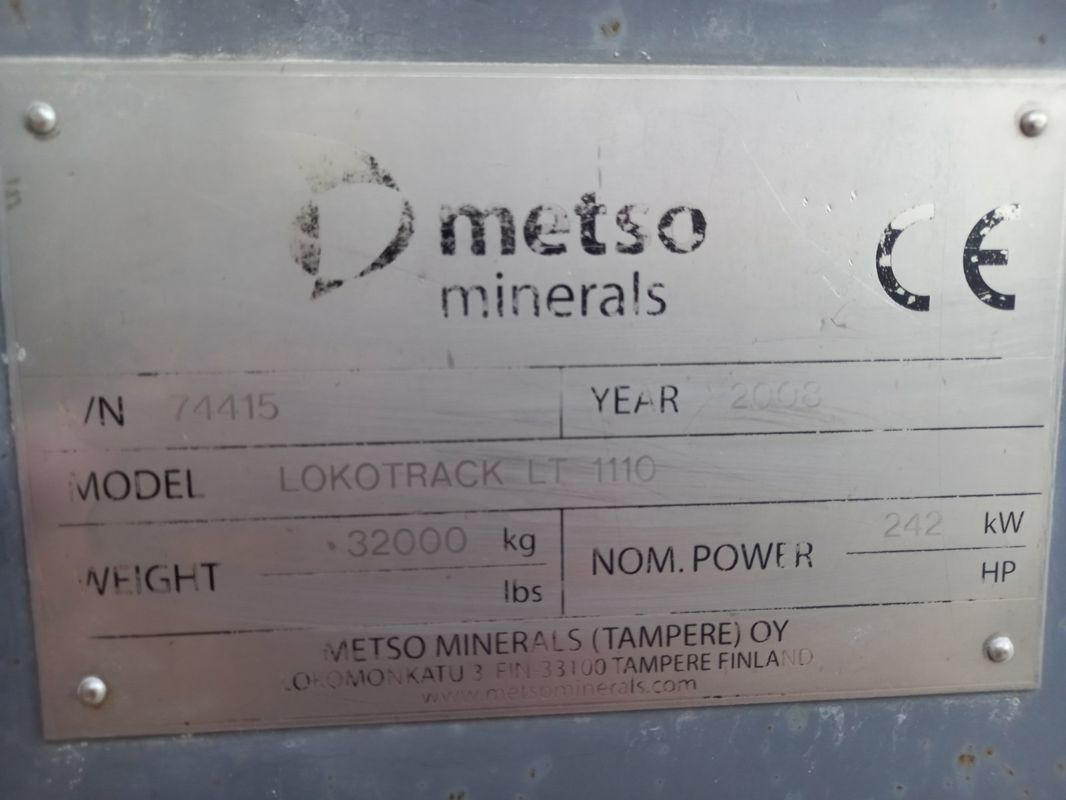 metso
minerals
CE
/N 74415 YEAR 2008
MODEL LOKOTRACK LT 1110
WEIGHT 32000 kg
lbs
NOM. POWER 242 kW
HP
METSO MINERALS (TAMPERE) OY
LOKOMONKATU 3 FIN-33100 TAMPERE FINLAND
www.metsominerals.com